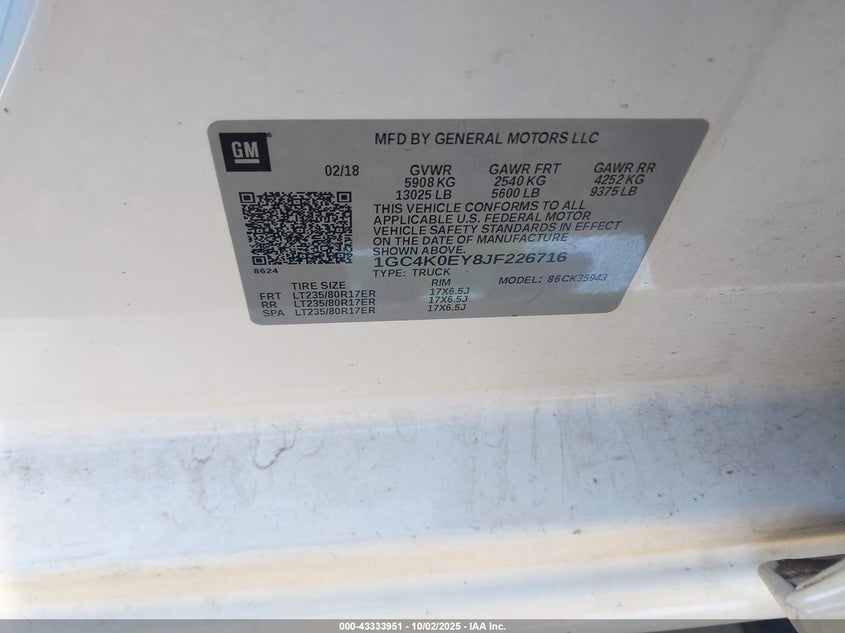 GM
MFD BY GENERAL MOTORS LLC
02/18 GVWR GAWR FRT GAWR RR
5908 KG 2540 KG 4252 KG
13025 LB 5600 LB 9375 LB
THIS VEHICLE CONFORMS TO ALL
APPLICABLE U.S. FEDERAL MOTOR
VEHICLE SAFETY STANDARDS IN EFFECT
ON THE DATE OF MANUFACTURE
SHOWN ABOVE.
8624
1GC4K0EY8JF226716
TYPE: TRUCK MODEL: 86CK35943
TIRE SIZE RIM
FRT LT235/80R17ER 17X6.5J
RR LT235/80R17ER 17X6.5J
SPA LT235/80R17ER 17X6.5J
000-43333951 - 10/02/2025 - IAA Inc.